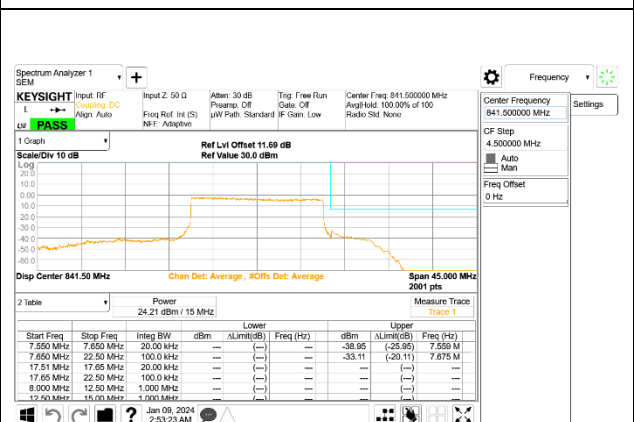 Spectrum Analyzer 1
SEM
Frequency
KEYSIGHT
Input: RF
Coupling: DC
Align: Auto
Input Z: 50 Ω
Freq Ref: Int (S)
NFE: Adaptive
Atten: 30 dB
Preamp: Off
µW Path: Standard
Trig: Free Run
Gate: Off
IF Gain: Low
Center Freq: 841.500000 MHz
Avg|Hold: 100.00% of 100
Radio Std: None
L
PASS
Center Frequency
841.500000 MHz
Settings
CF Step
4.500000 MHz
Auto
Man
Freq Offset
0 Hz
1 Graph
Scale/Div 10 dB
Ref Lvl Offset 11.69 dB
Ref Value 30.0 dBm
Log
20.0
10.0
0.00
-10.0
-20.0
-30.0
-40.0
-50.0
-60.0
Disp Center 841.50 MHz
Chan Det: Average, #Offs Det: Average
Span 45.000 MHz
2001 pts
2 Table
Power
24.21 dBm / 15 MHz
Measure Trace
Trace 1
Lower Upper
Start Freq Stop Freq Integ BW dBm ΔLimit(dB) Freq (Hz) dBm ΔLimit(dB) Freq (Hz)
7.550 MHz 7.650 MHz 20.00 kHz --- (---) --- -38.95 (-25.95) 7.559 M
7.650 MHz 22.50 MHz 100.0 kHz --- (---) --- -33.11 (-20.11) 7.675 M
17.51 MHz 17.65 MHz 20.00 kHz --- (---) --- --- (---) ---
17.65 MHz 22.50 MHz 100.0 kHz --- (---) --- --- (---) ---
8.000 MHz 12.50 MHz 1.000 MHz --- (---) --- --- (---) ---
12.50 MHz 15.00 MHz 1.000 MHz --- (---) --- --- (---) ---
Jan 09, 2024
2:53:23 AM